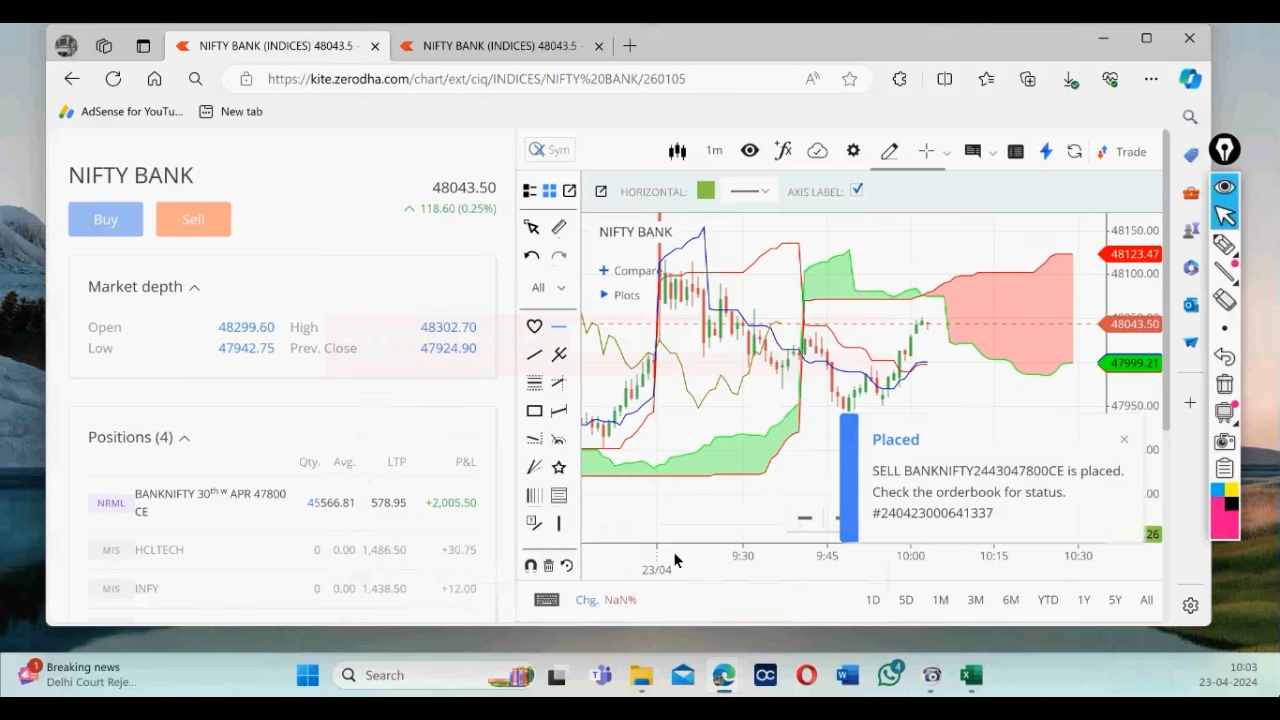 NIFTY BANK (INDICES) 48043.5
NIFTY BANK (INDICES) 48043.5
https://kite.zerodha.com/chart/ext/ciq/INDICES/NIFTY%20BANK/260105
AdSense for YouTu...
New tab
NIFTY BANK
48043.50
118.60 (0.25%)
Buy
Sell
Market depth
Open 48299.60 High 48302.70
Low 47942.75 Prev. Close 47924.90
Positions (4)
Qty. Avg. LTP P&L
NRML BANKNIFTY 30th w APR 47800 CE 45 566.81 578.95 +2,005.50
MIS HCLTECH 0 0.00 1,486.50 +30.75
MIS INFY 0 0.00 1,438.50 +12.00
Sym
1m
Trade
HORIZONTAL:
AXIS LABEL:
All
NIFTY BANK
Compare
Plots
48150.00
48123.47
48100.00
48043.50
47999.21
47950.00
Placed
SELL BANKNIFTY2443047800CE is placed.
Check the orderbook for status.
#240423000641337
26
9:30 9:45 10:00 10:15 10:30
23/04
Chg. NaN%
1D 5D 1M 3M 6M YTD 1Y 5Y All
1
Breaking news
Delhi Court Reje...
Search
4
10:03
23-04-2024